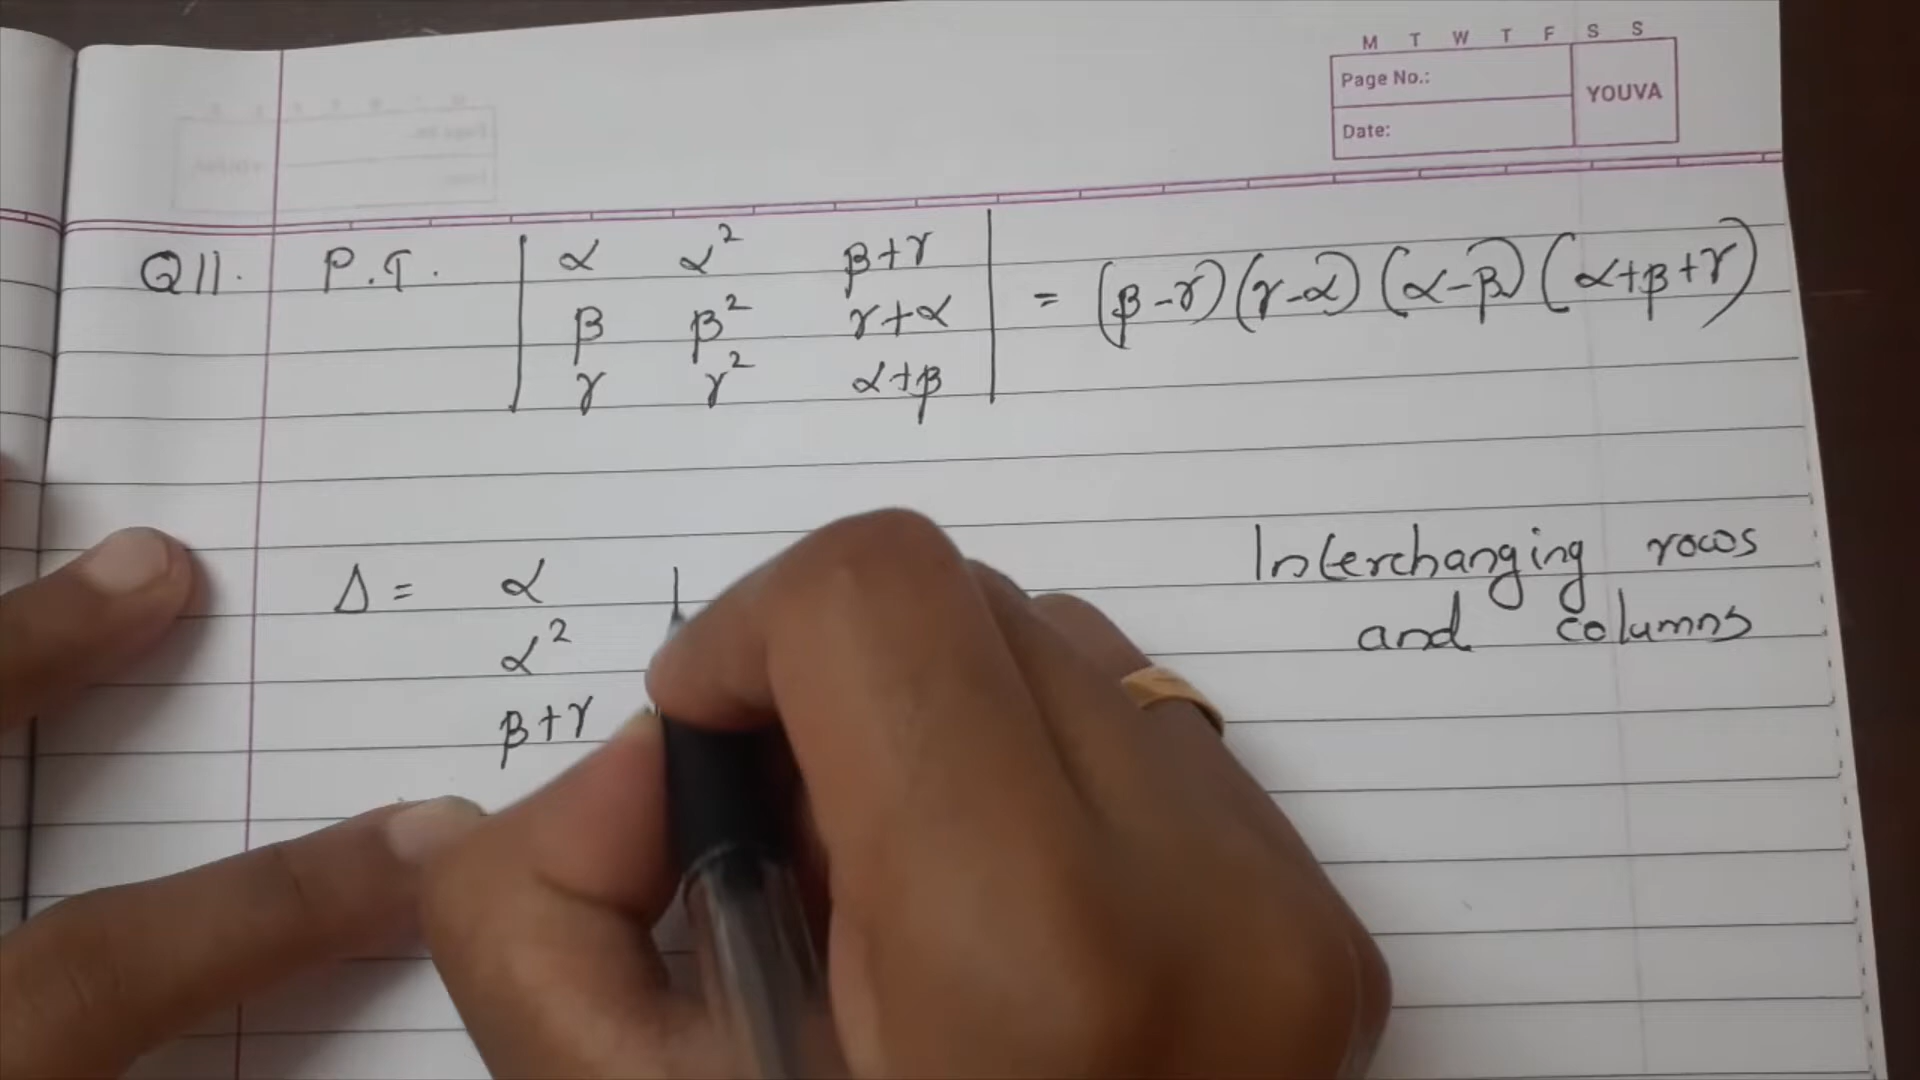 M T W T F S S
Page No.:
YOUVA
Date:
Q11. P.T. | α α² β+γ |
| β β² γ+α | = (β-γ)(γ-α)(α-β)(α+β+γ)
| γ γ² α+β |
Δ = α
α²
β+γ
Interchanging rows
and columns